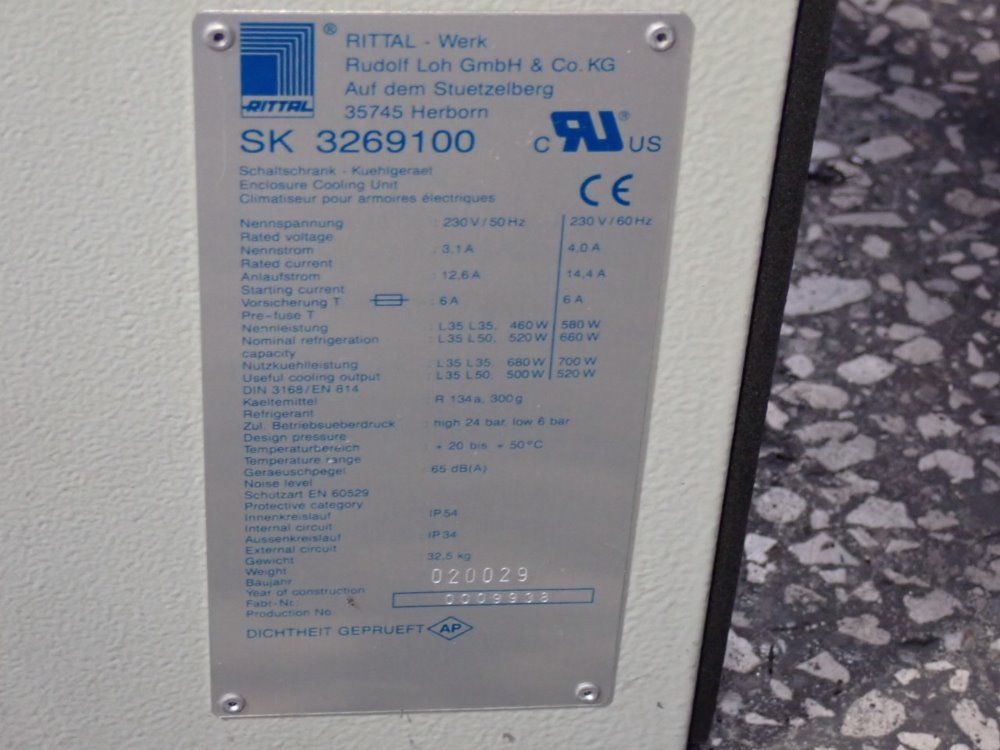 RITTAL
®
RITTAL - Werk
Rudolf Loh GmbH & Co. KG
Auf dem Stuetzelberg
35745 Herborn
SK 3269100
C RU ® US
Schaltschrank - Kuehlgeraet
Enclosure Cooling Unit
Climatiseur pour armoires électriques
CE
Nennspannung : 230 V / 50 Hz 230 V / 60 Hz
Rated voltage
Nennstrom : 3,1 A 4,0 A
Rated current
Anlaufstrom : 12,6 A 14,4 A
Starting current
Vorsicherung T : 6 A 6 A
Pre-fuse T
Nennleistung : L35 L35, 460 W 580 W
Nominal refrigeration : L35 L50, 520 W 660 W
capacity
Nutzkuehlleistung : L35 L35, 680 W 700 W
Useful cooling output : L35 L50, 500 W 520 W
DIN 3168/EN 814
Kaeltemittel : R 134a, 300 g
Refrigerant
Zul. Betriebsueberdruck : high 24 bar, low 6 bar
Design pressure
Temperaturbereich : + 20 bis + 50°C
Temperature range
Geraeuschpegel : 65 dB(A)
Noise level
Schutzart EN 60529
Protective category
Innenkreislauf : IP 54
Internal circuit
Aussenkreislauf : IP 34
External circuit
Gewicht : 32,5 kg
Weight
Baujahr 020029
Year of construction
Fabr.-Nr.: 0009938
Production No.
DICHTHEIT GEPRUEFT AP